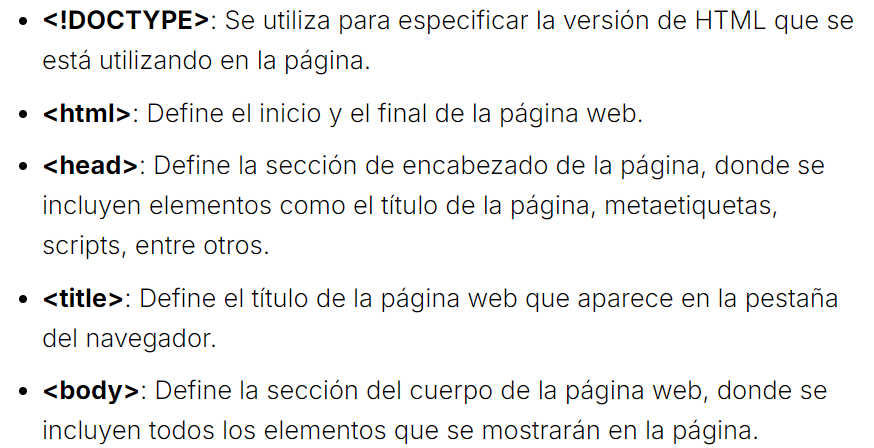 • <!DOCTYPE>: Se utiliza para especificar la versión de HTML que se
está utilizando en la página.
• <html>: Define el inicio y el final de la página web.
• <head>: Define la sección de encabezado de la página, donde se
incluyen elementos como el título de la página, metaetiquetas,
scripts, entre otros.
• <title>: Define el título de la página web que aparece en la pestaña
del navegador.
• <body>: Define la sección del cuerpo de la página web, donde se
incluyen todos los elementos que se mostrarán en la página.